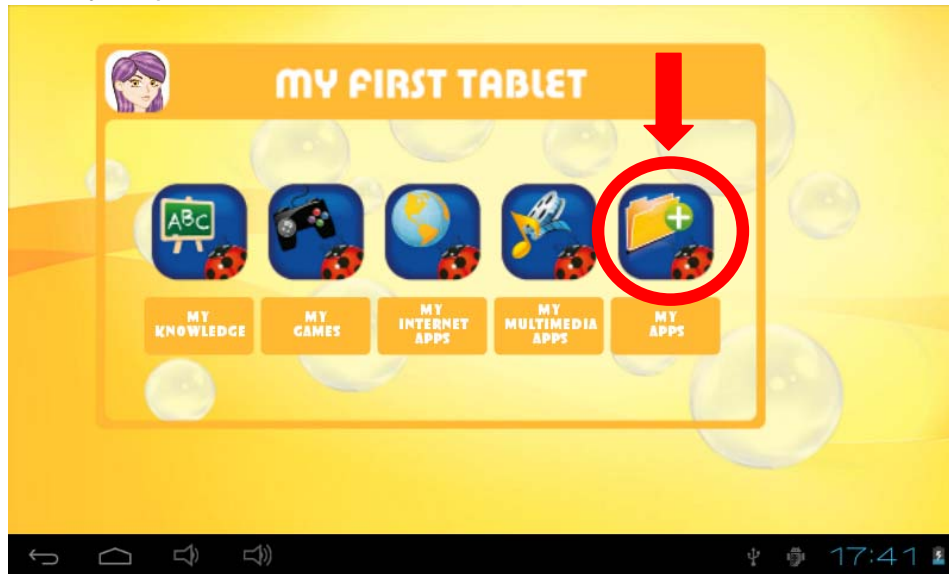 MY FIRST TABLET
ABC
MY
KNOWLEDGE
MY
GAMES
MY
INTERNET
APPS
MY
MULTIMEDIA
APPS
MY
APPS
17:41